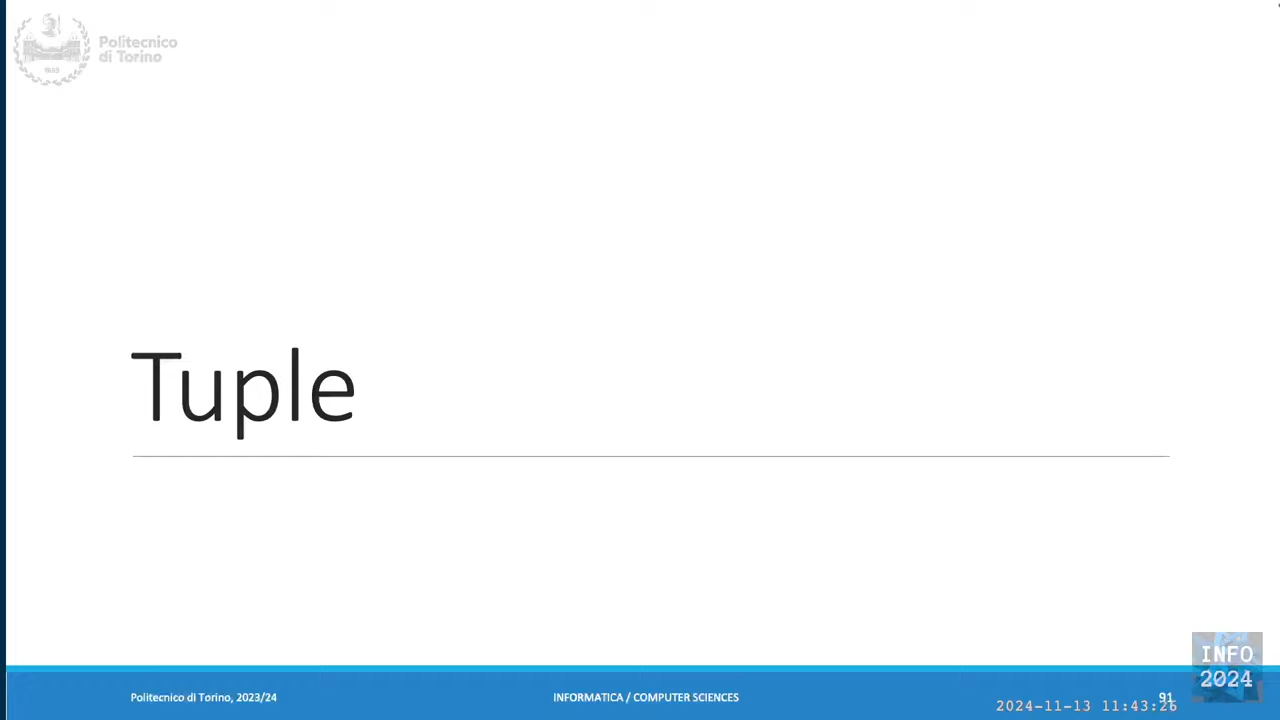 Politecnico
di Torino
Tuple
Politecnico di Torino, 2023/24
INFORMATICA / COMPUTER SCIENCES
91
2024-11-13 11:43:26
INFO
2024